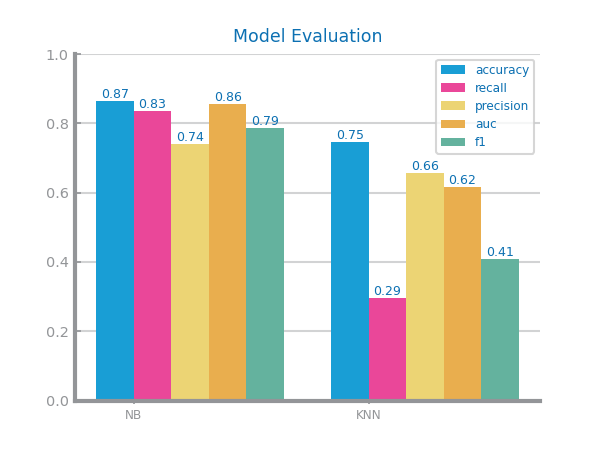 Model Evaluation
1.0
0.8
0.6
0.4
0.2
0.0
0.87
0.83
0.74
0.86
0.79
0.75
0.29
0.66
0.62
0.41
accuracy
recall
precision
auc
f1
NB
KNN